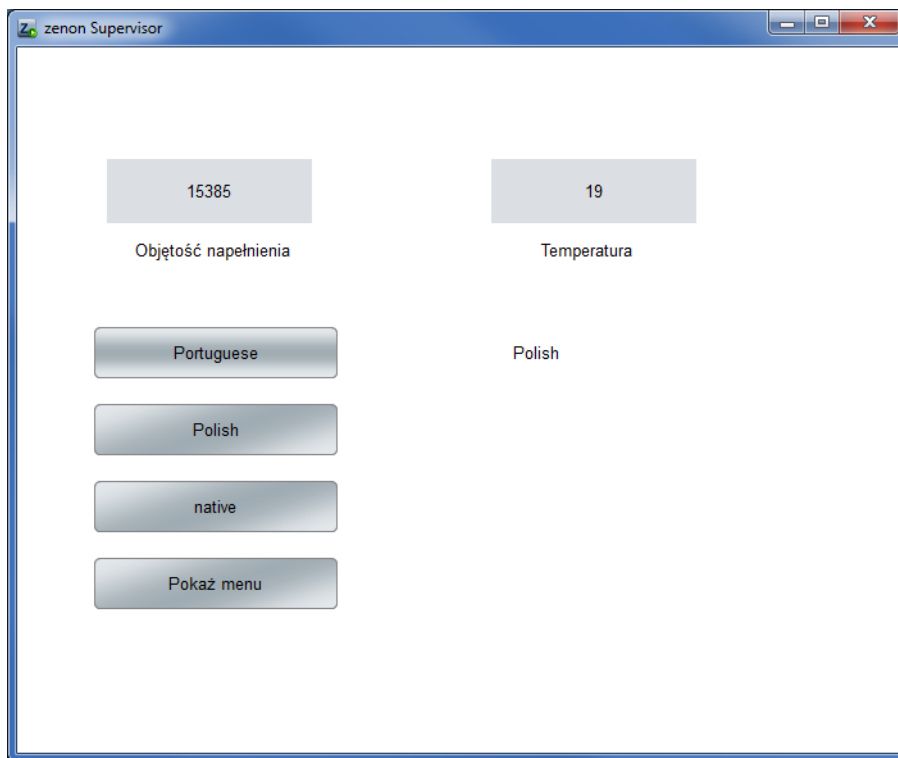 zenon Supervisor
15385
19
Objętość napełnienia
Temperatura
Portuguese
Polish
Polish
native
Pokaż menu